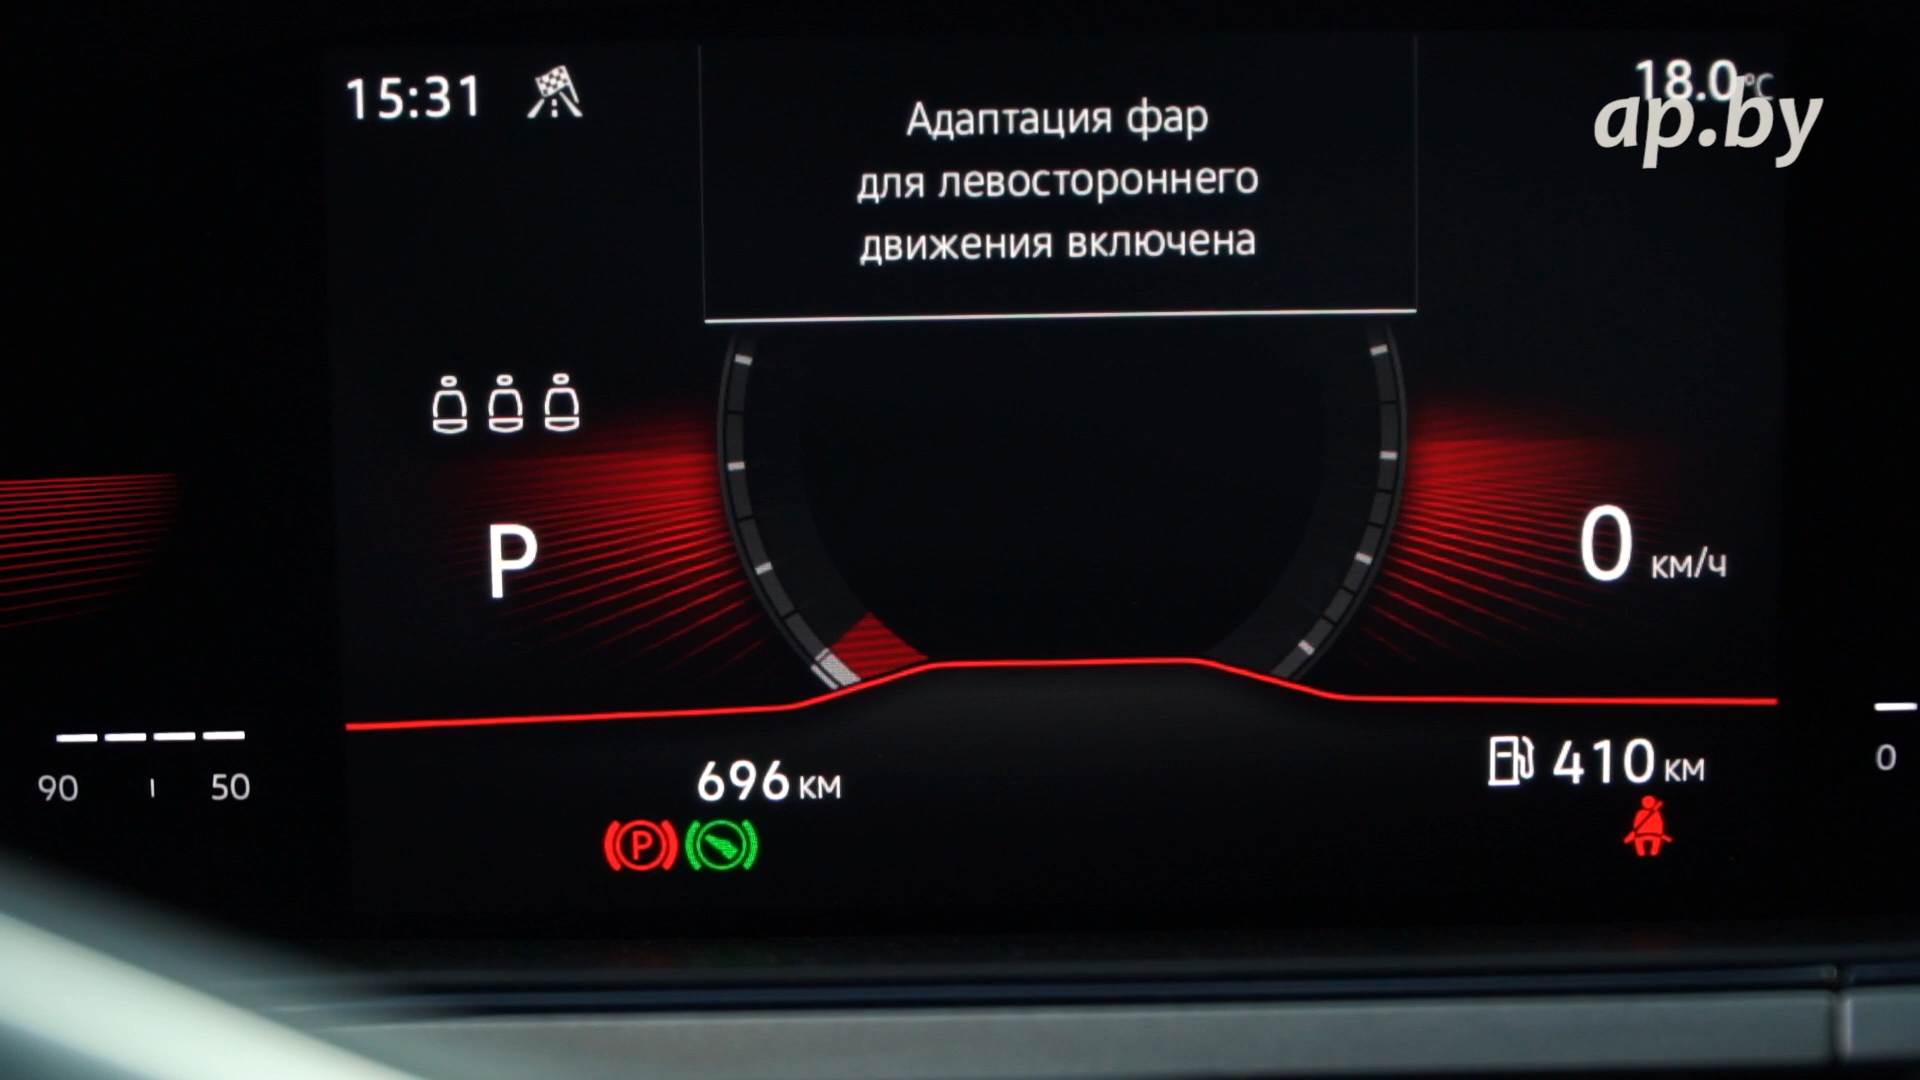 15:31
18.0°C
ap.by
Адаптация фар
для левостороннего
движения включена
P
0 км/ч
90 50
696 км
410 км
0
P